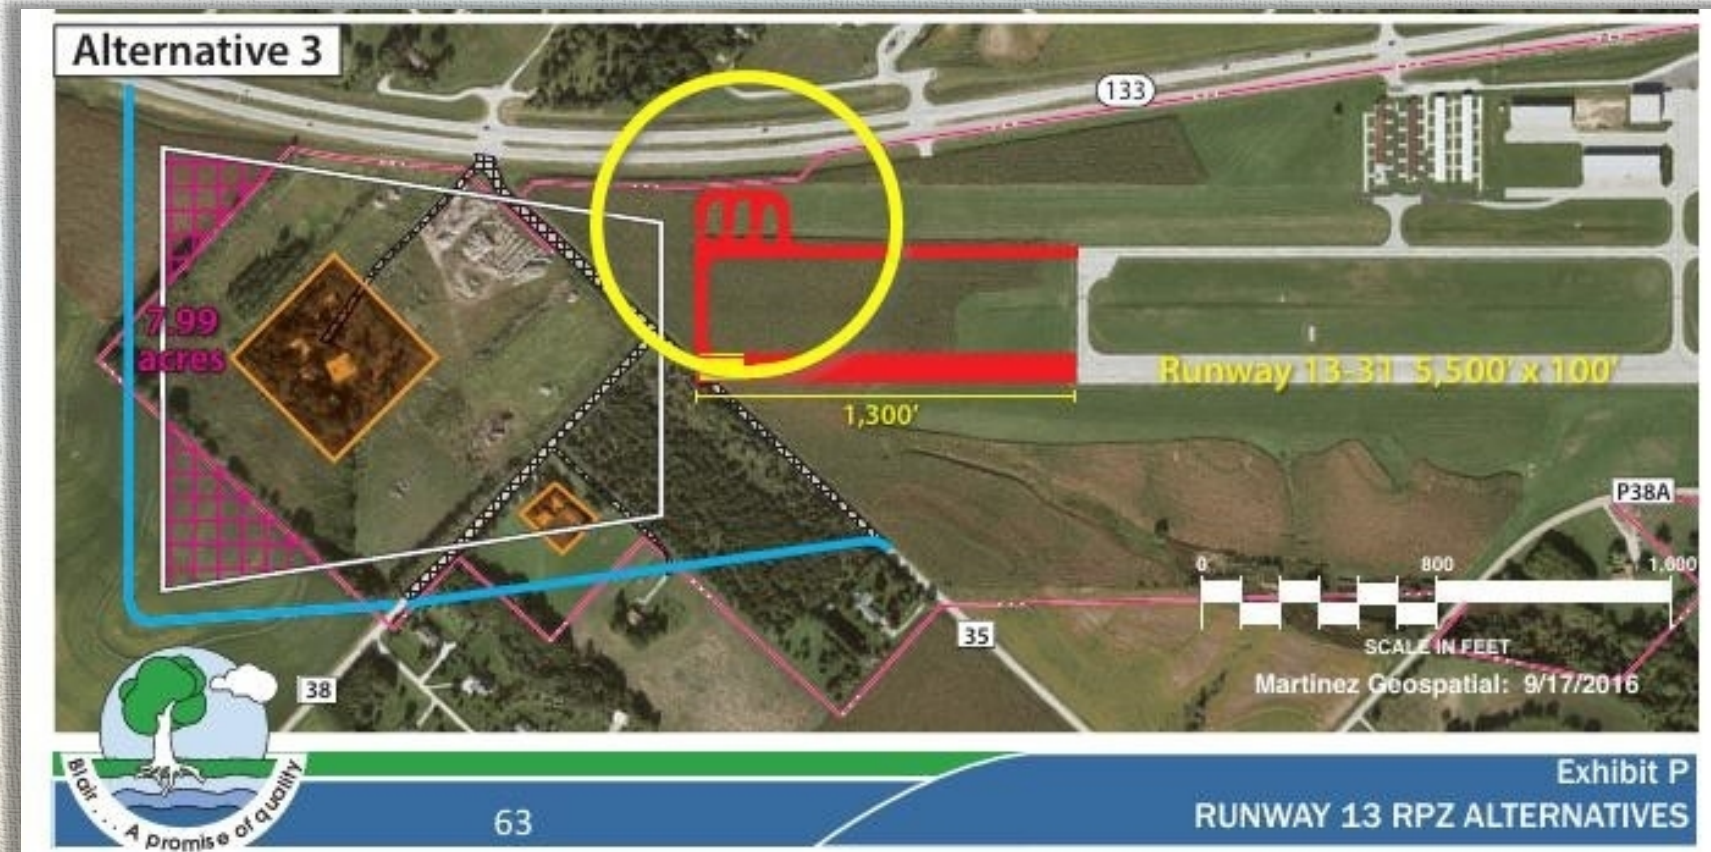 Alternative 3
133
7.99
acres
Runway 13-31 5,500' x 100'
1,300'
P38A
0 800 1,000
SCALE IN FEET
35
Martinez Geospatial: 9/17/2016
38
Blair . . . A promise of quality
63
Exhibit P
RUNWAY 13 RPZ ALTERNATIVES